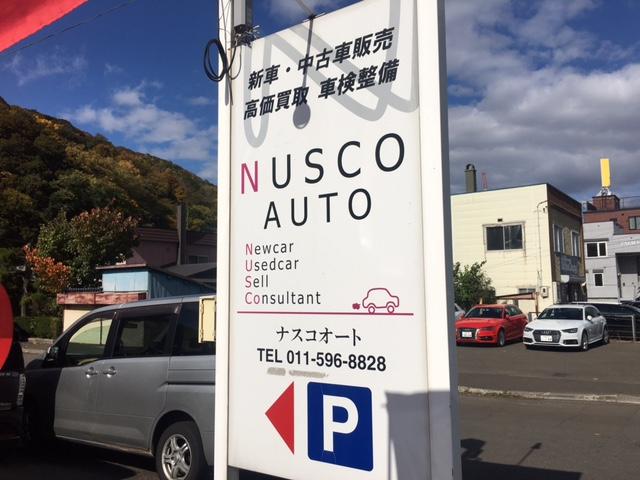 新車・中古車販売
高価買取 車検整備
NUSCO
AUTO
Newcar
Usedcar
Sell
Consultant
ナスコオート
TEL 011-596-8828
P